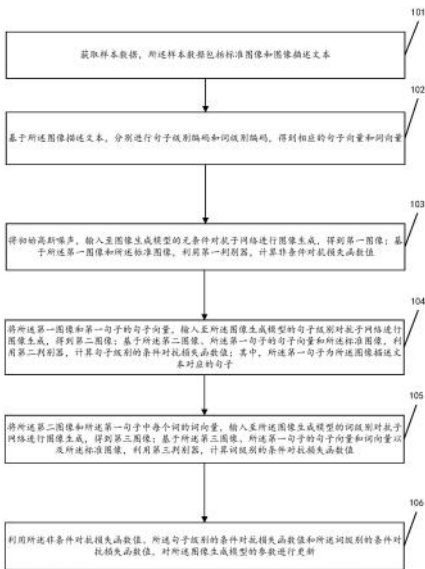 101
获取样本数据，所述样本数据包括标准图像和图像描述文本
102
基于所述图像描述文本，分别进行句子级别编码和词级别编码，得到相应的句子向量和词向量
103
将初始高斯噪声，输入至图像生成模型的无条件对抗子网络进行图像生成，得到第一图像；基
于所述第一图像和所述标准图像，利用第一判别器，计算非条件对抗损失函数值
104
将所述第一图像和第一句子的句子向量，输入至所述图像生成模型的句子级别对抗子网络进行
图像生成，得到第二图像；基于所述第二图像、所述第一句子的句子向量和所述标准图像，利
用第二判别器，计算句子级别的条件对抗损失函数值；其中，所述第一句子为所述图像描述文
本对应的句子
105
将所述第二图像和所述第一句子中每个词的词向量，输入至所述图像生成模型的词级别对抗子
网络进行图像生成，得到第三图像；基于所述第三图像、所述第一句子的句子向量和词向量以
及所述标准图像，利用第三判别器，计算词级别的条件对抗损失函数值
106
利用所述非条件对抗损失函数值、所述句子级别的条件对抗损失函数值和所述词级别的条件对
抗损失函数值，对所述图像生成模型的参数进行更新